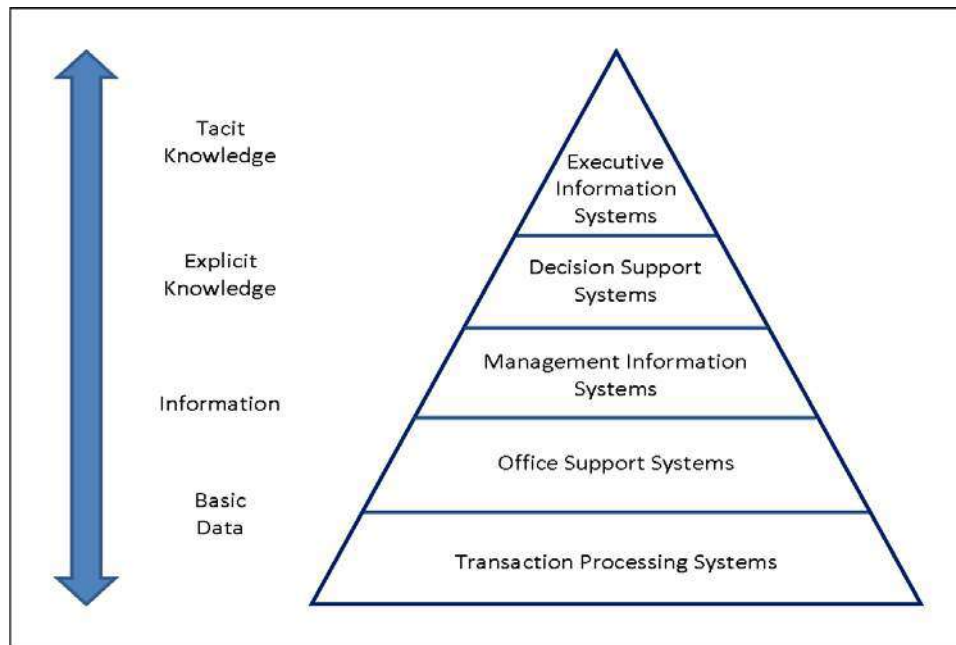 Tacit
Knowledge
Explicit
Knowledge
Information
Basic
Data
Executive
Information
Systems
Decision Support
Systems
Management Information
Systems
Office Support Systems
Transaction Processing Systems